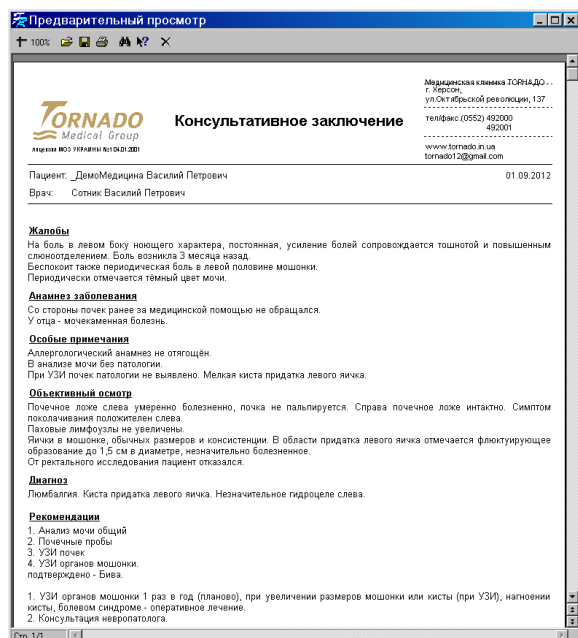 Предварительный просмотр
100%
Медицинская клиника ТОРНАДО
г. Херсон,
ул.Октябрьской революции, 137
TORNADO
Medical Group
Консультативное заключение
тел/факс.(0552) 492000
492001
лицензия МОЗ УКРАИНЫ №1 04.01.2001
www.tornado.in.ua
tornado12@gmail.com
Пациент: _ДемоМедицина Василий Петрович 01.09.2012
Врач: Сотник Василий Петрович
Жалобы
На боль в левом боку ноющего характера, постоянная, усиление болей сопровождается тошнотой и повышенным
слюноотделением. Боль возникла 3 месяца назад.
Беспокоит также периодическая боль в левой половине мошонки.
Периодически отмечается тёмный цвет мочи.
Анамнез заболевания
Со стороны почек ранее за медицинской помощью не обращался.
У отца - мочекаменная болезнь.
Особые примечания
Аллергологический анамнез не отягощён.
В анализе мочи без патологии.
При УЗИ почек патологии не выявлено. Мелкая киста придатка левого яичка.
Объективный осмотр
Почечное ложе слева умеренно болезненно, почка не пальпируется. Справа почечное ложе интактно. Симптом
поколачивания положителен слева.
Паховые лимфоузлы не увеличены.
Яички в мошонке, обычных размеров и консистенции. В области придатка левого яичка отмечается флюктуирующее
образование до 1,5 см в диаметре, незначительно болезненное.
От ректального исследования пациент отказался.
Диагноз
Люмбалгия. Киста придатка левого яичка. Незначительное гидроцеле слева.
Рекомендации
1. Анализ мочи общий
2. Почечные пробы
3. УЗИ почек
4. УЗИ органов мошонки.
подтверждено - Бива.
1. УЗИ органов мошонки 1 раз в год (планово), при увеличении размеров мошонки или кисты (при УЗИ), нагноении
кисты, болевом синдроме - оперативное лечение.
2. Консультация невропатолога.
Стр. 1/1